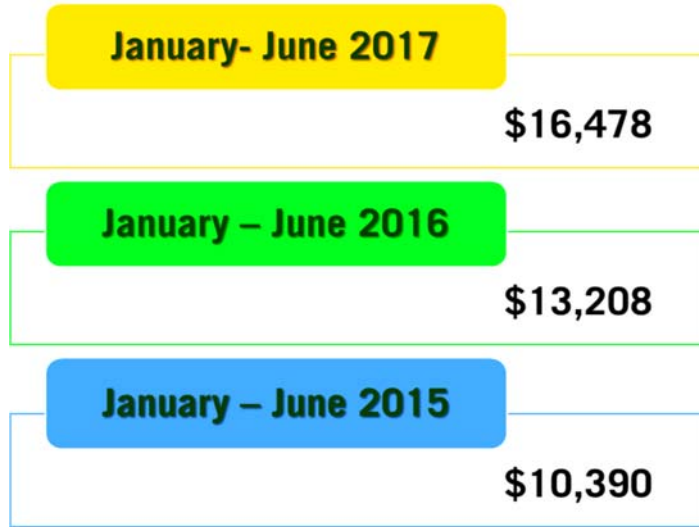 January- June 2017
$16,478
January – June 2016
$13,208
January – June 2015
$10,390